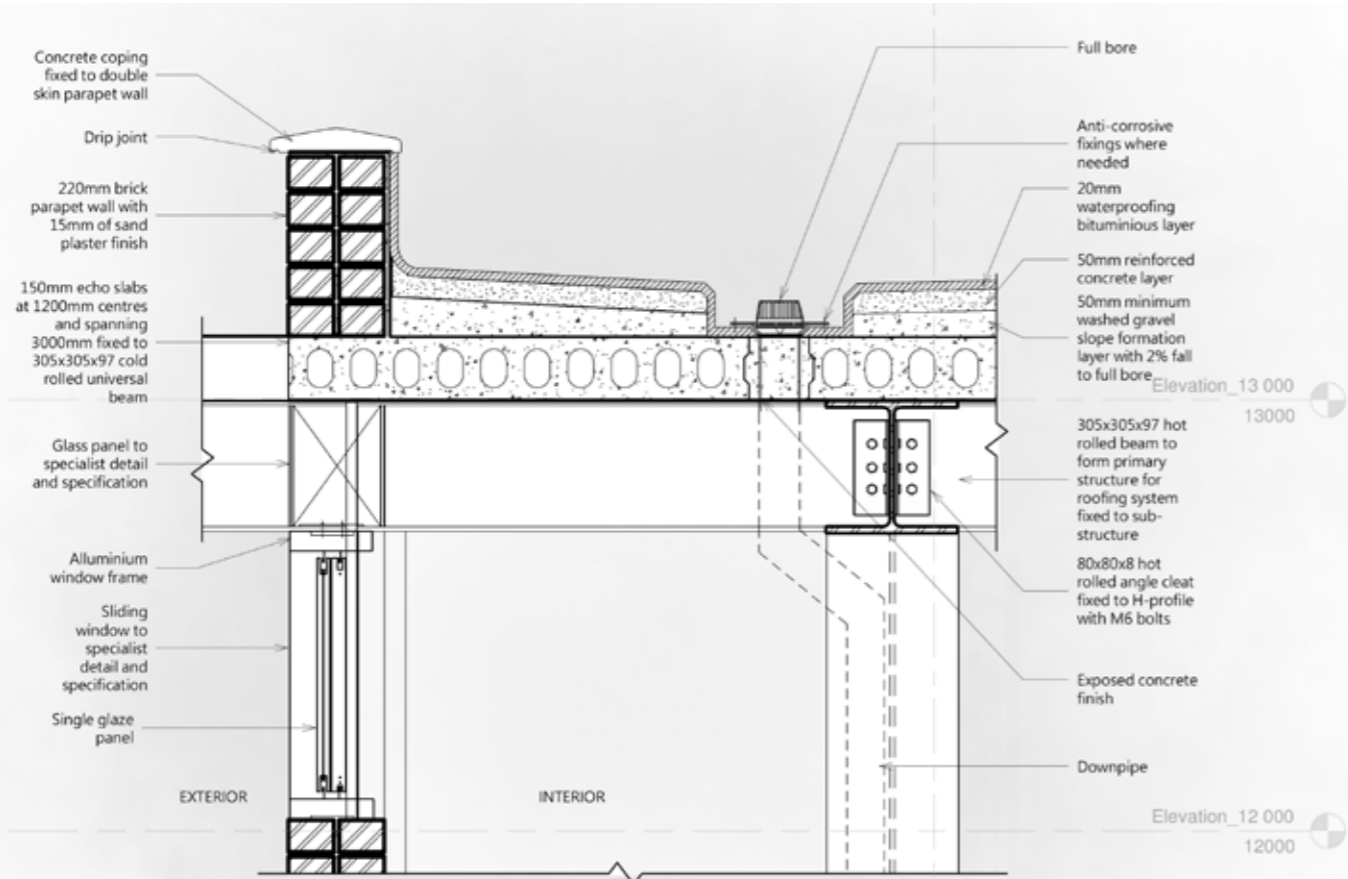 Concrete coping
fixed to double
skin parapet wall
Drip joint
220mm brick
parapet wall with
15mm of sand
plaster finish
150mm echo slabs
at 1200mm centres
and spanning
3000mm fixed to
305x305x97 cold
rolled universal
beam
Glass panel to
specialist detail
and specification
Alluminium
window frame
Sliding
window to
specialist
detail and
specification
Single glaze
panel
EXTERIOR
INTERIOR
Full bore
Anti-corrosive
fixings where
needed
20mm
waterproofing
bituminious layer
50mm reinforced
concrete layer
50mm minimum
washed gravel
slope formation
layer with 2% fall
to full bore
Elevation_13 000
13000
305x305x97 hot
rolled beam to
form primary
structure for
roofing system
fixed to sub-
structure
80x80x8 hot
rolled angle cleat
fixed to H-profile
with M6 bolts
Exposed concrete
finish
Downpipe
Elevation_12 000
12000